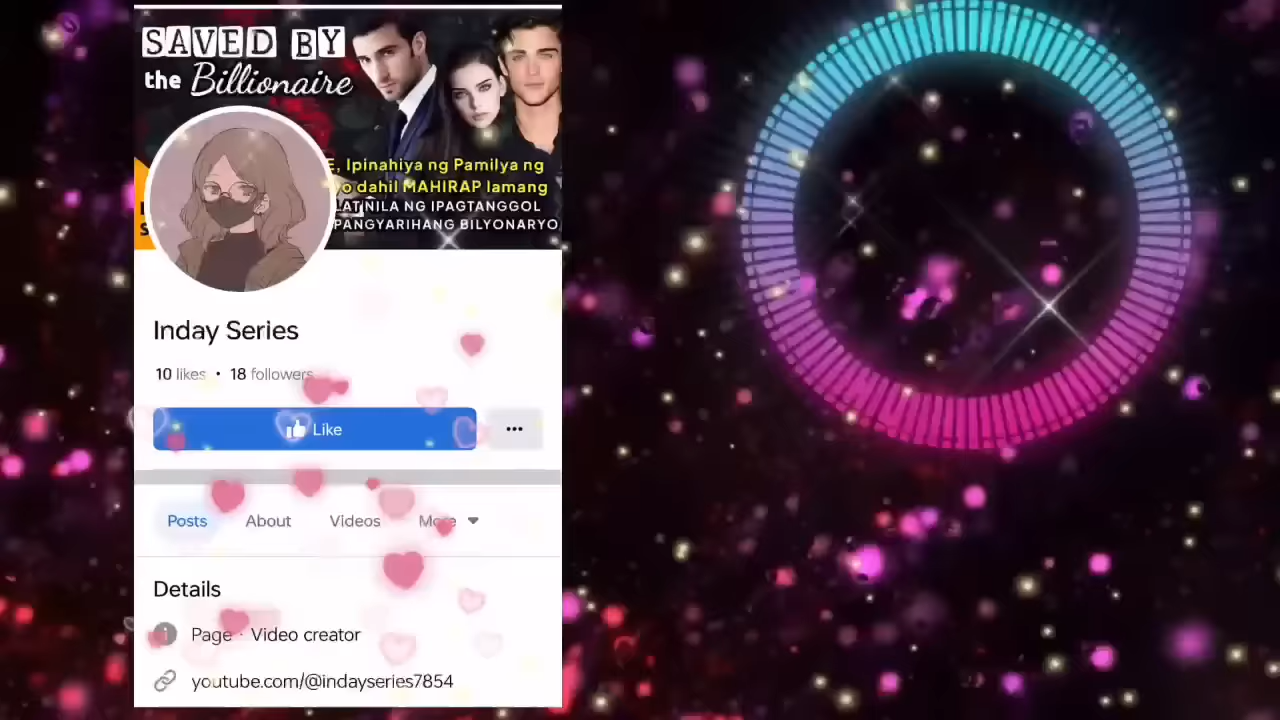 SAVED BY
the Billionaire
E, Ipinahiya ng Pamilya ng
dahil MAHIRAP lamang
NILA NG IPAGTANGGOL
PANGYARIHANG BILYONARYO
Inday Series
10 likes • 18 followers
Like
Posts About Videos More
Details
Page · Video creator
youtube.com/@indayseries7854